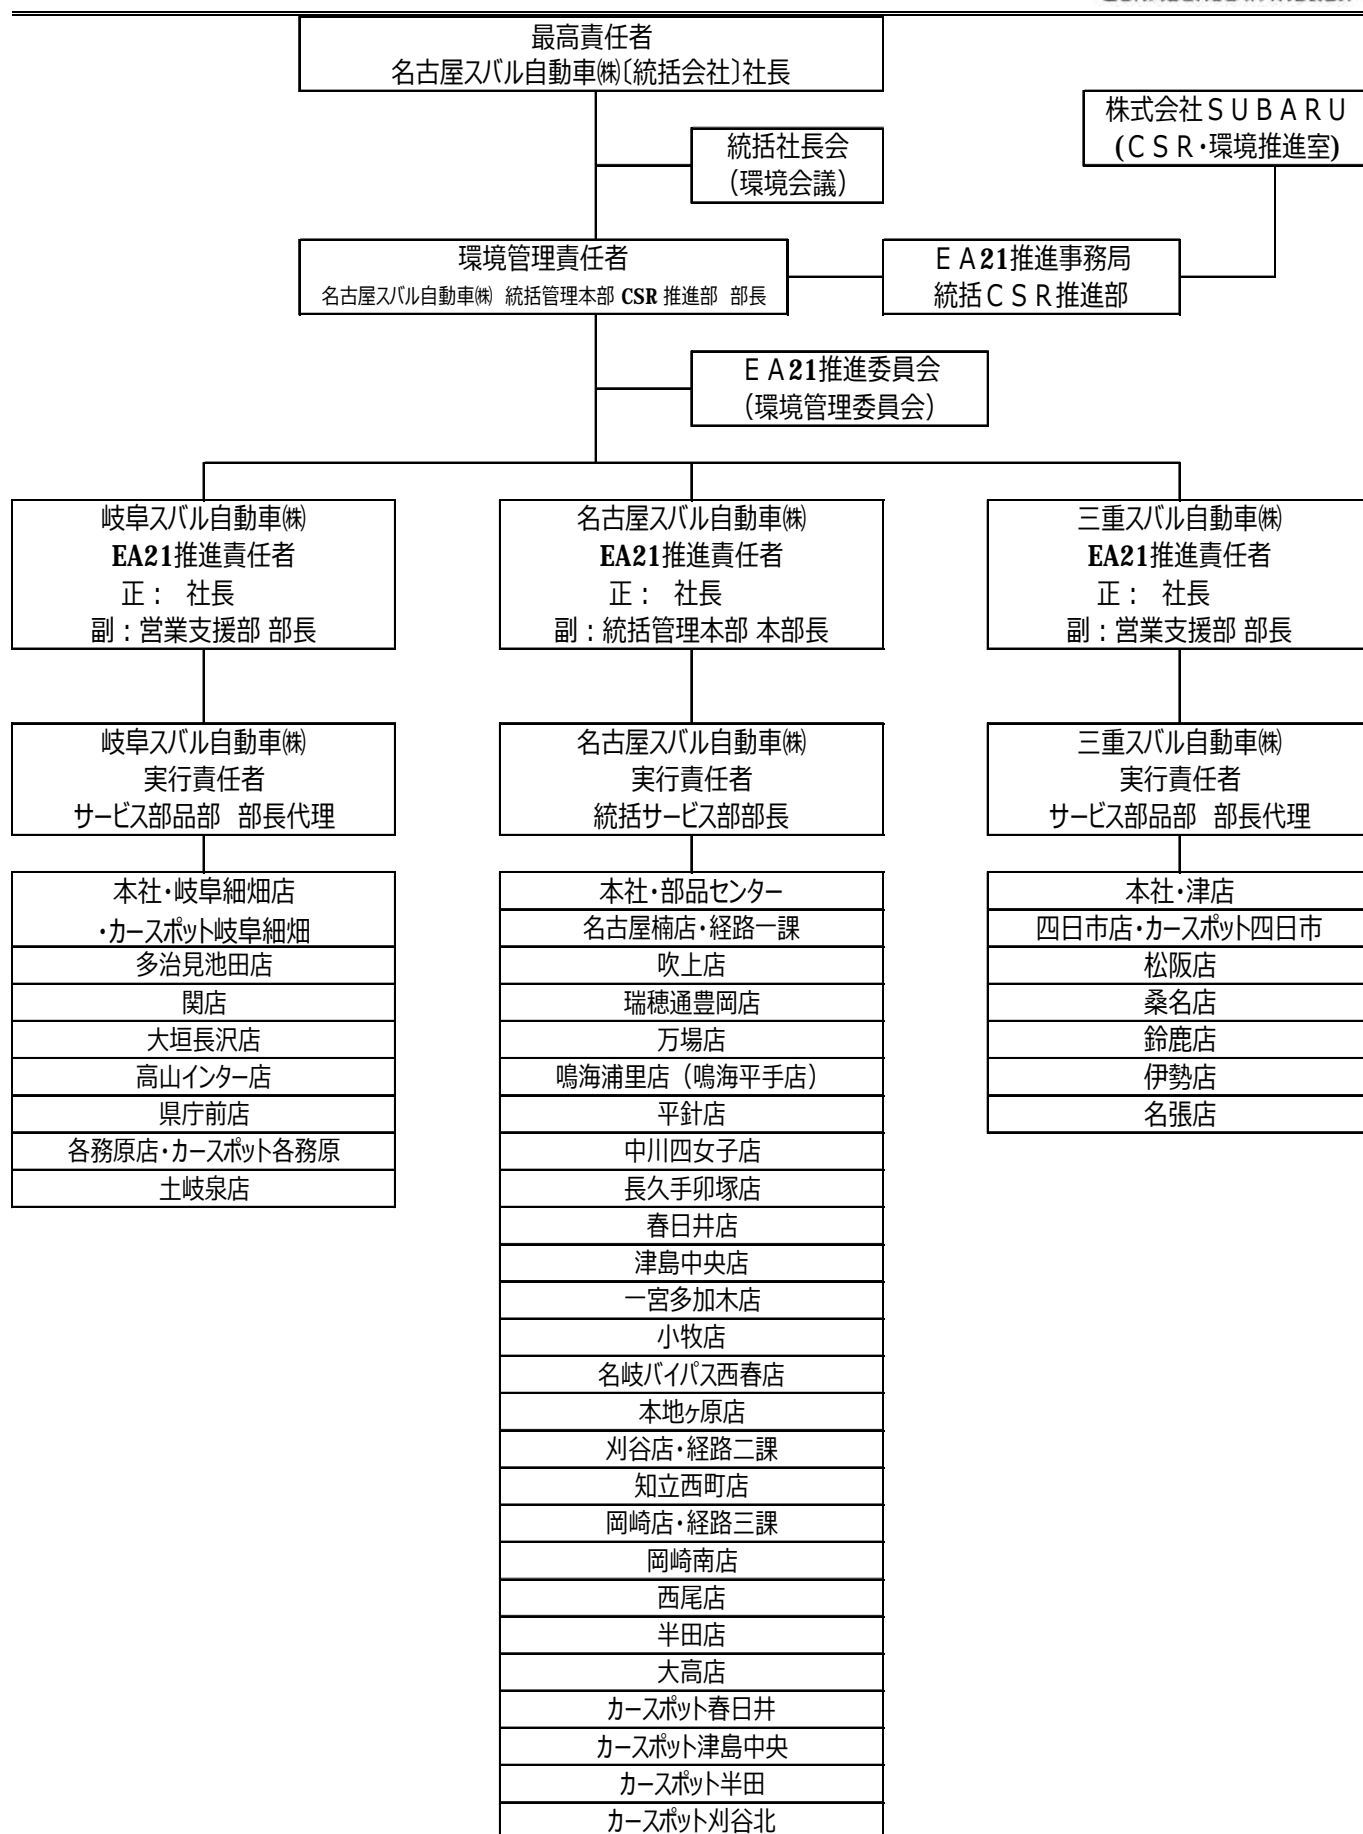 最高責任者
名古屋スバル自動車㈱〔統括会社〕社長
株式会社ＳＵＢＡＲＵ
(ＣＳＲ・環境推進室)
統括社長会
（環境会議）
環境管理責任者
名古屋スバル自動車㈱ 統括管理本部 CSR 推進部 部長
ＥＡ21推進事務局
統括ＣＳＲ推進部
ＥＡ21推進委員会
（環境管理委員会）
岐阜スバル自動車㈱
EA21推進責任者
正： 社長
副：営業支援部 部長
名古屋スバル自動車㈱
EA21推進責任者
正： 社長
副：統括管理本部 本部長
三重スバル自動車㈱
EA21推進責任者
正： 社長
副：営業支援部 部長
岐阜スバル自動車㈱
実行責任者
サービス部品部 部長代理
名古屋スバル自動車㈱
実行責任者
統括サービス部部長
三重スバル自動車㈱
実行責任者
サービス部品部 部長代理
本社・岐阜細畑店
・カースポット岐阜細畑
多治見池田店
関店
大垣長沢店
高山インター店
県庁前店
各務原店・カースポット各務原
土岐泉店
本社・部品センター
名古屋楠店・経路一課
吹上店
瑞穂通豊岡店
万場店
鳴海浦里店（鳴海平手店）
平針店
中川四女子店
長久手卯塚店
春日井店
津島中央店
一宮多加木店
小牧店
名岐バイパス西春店
本地ヶ原店
刈谷店・経路二課
知立西町店
岡崎店・経路三課
岡崎南店
西尾店
半田店
大高店
カースポット春日井
カースポット津島中央
カースポット半田
カースポット刈谷北
本社・津店
四日市店・カースポット四日市
松阪店
桑名店
鈴鹿店
伊勢店
名張店